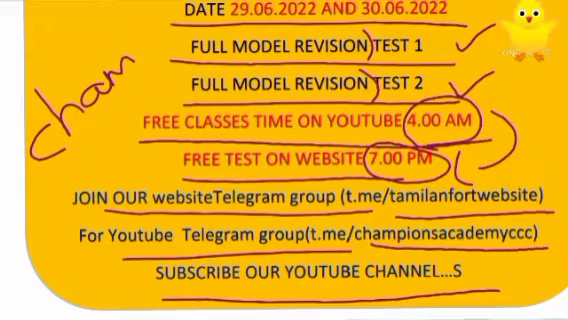 DATE 29.06.2022 AND 30.06.2022
FULL MODEL REVISION TEST 1
FULL MODEL REVISION TEST 2
cham
FREE CLASSES TIME ON YOUTUBE 4.00 AM
FREE TEST ON WEBSITE 7.00 PM
JOIN OUR websiteTelegram group (t.me/tamilanfortwebsite)
For Youtube Telegram group(t.me/championsacademyccc)
SUBSCRIBE OUR YOUTUBE CHANNEL...S